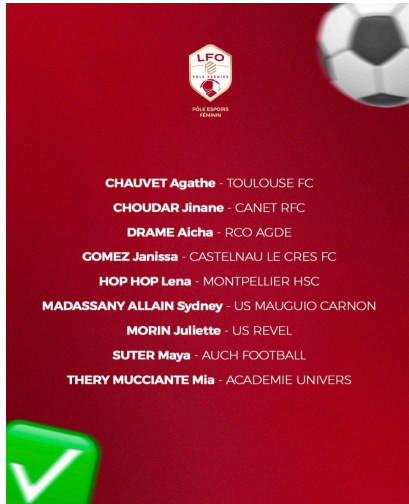 LFO
PÔLE ESPOIRS
PÔLE ESPOIRS
FÉMININ
CHAUVET Agathe - TOULOUSE FC
CHOUDAR Jinane - CANET RFC
DRAME Aicha - RCO AGDE
GOMEZ Janissa - CASTELNAU LE CRES FC
HOP HOP Lena - MONTPELLIER HSC
MADASSANY ALLAIN Sydney - US MAUGUIO CARNON
MORIN Juliette - US REVEL
SUTER Maya - AUCH FOOTBALL
THERY MUCCIANTE Mia - ACADEMIE UNIVERS